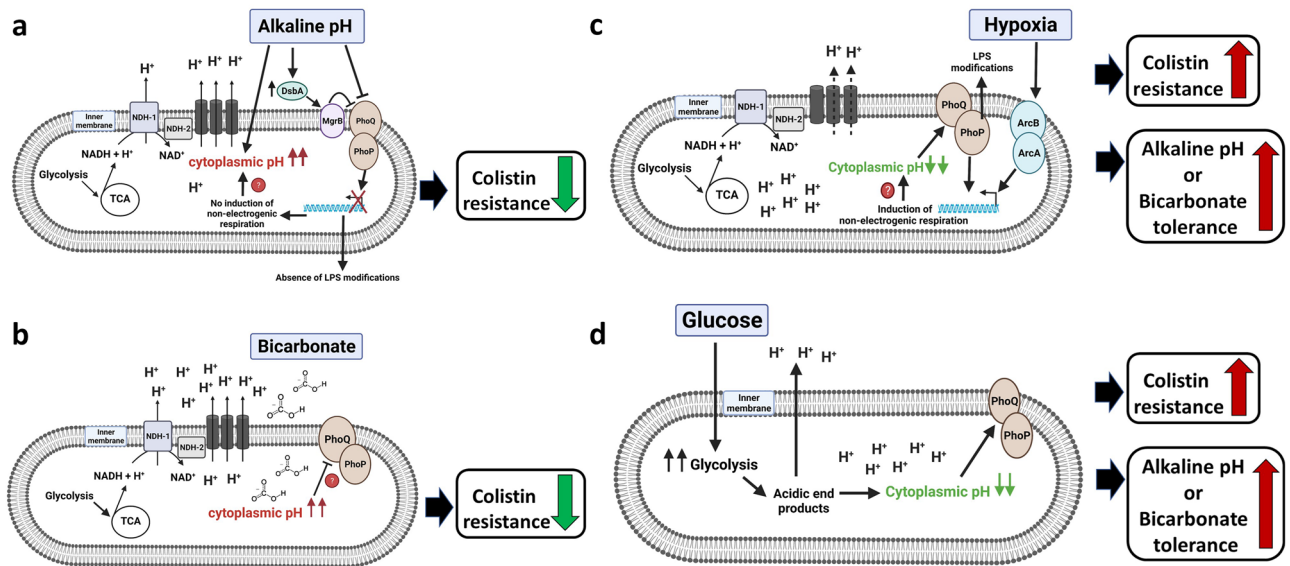 a
Alkaline pH
H⁺
H⁺ H⁺ H⁺
DsbA
MgrB
PhoQ
PhoP
Inner
membrane
NDH-1
NDH-2
NADH + H⁺
NAD⁺
cytoplasmic pH
Glycolysis
TCA
H⁺
?
No induction of
non-electrogenic
respiration
Absence of LPS modifications
Colistin
resistance
b
Bicarbonate
H⁺ H⁺ H⁺
H⁺ H⁺ H⁺ H⁺
H⁺
O O O H
O O O H
O O O H
O O O H
Inner
membrane
NDH-1
NDH-2
PhoQ
PhoP
NADH + H⁺
NAD⁺
H⁺ H⁺
Glycolysis
TCA
?
cytoplasmic pH
Colistin
resistance
c
Hypoxia
H⁺ H⁺
LPS
modifications
Inner
membrane
NDH-1
NDH-2
PhoQ
PhoP
ArcB
ArcA
NADH + H⁺
NAD⁺
Cytoplasmic pH
Glycolysis
TCA
H⁺ H⁺ H⁺
H⁺ H⁺ H⁺
?
Induction of
non-electrogenic respiration
Colistin
resistance
Alkaline pH
or
Bicarbonate
tolerance
d
Glucose
H⁺ H⁺ H⁺
Inner
membrane
PhoQ
PhoP
Glycolysis
H⁺ H⁺ H⁺
H⁺ H⁺
Acidic end
products
Cytoplasmic pH
Colistin
resistance
Alkaline pH
or
Bicarbonate
tolerance